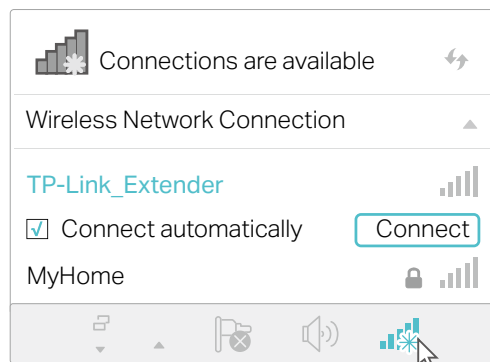 Connections are available
Wireless Network Connection
TP-Link_Extender
Connect automatically Connect
MyHome